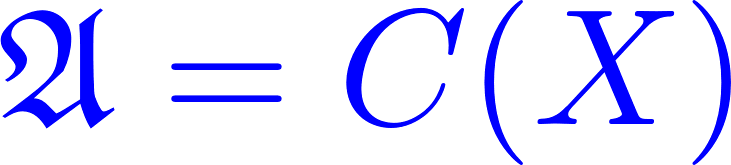 𝔄 = C(X)